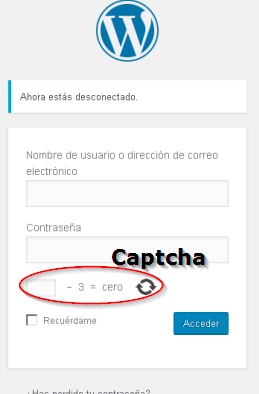 Ahora estás desconectado.
Nombre de usuario o dirección de correo
electrónico
Contraseña
Captcha
− 3 = cero
Recuérdame
Acceder
¿Has perdido tu contraseña?